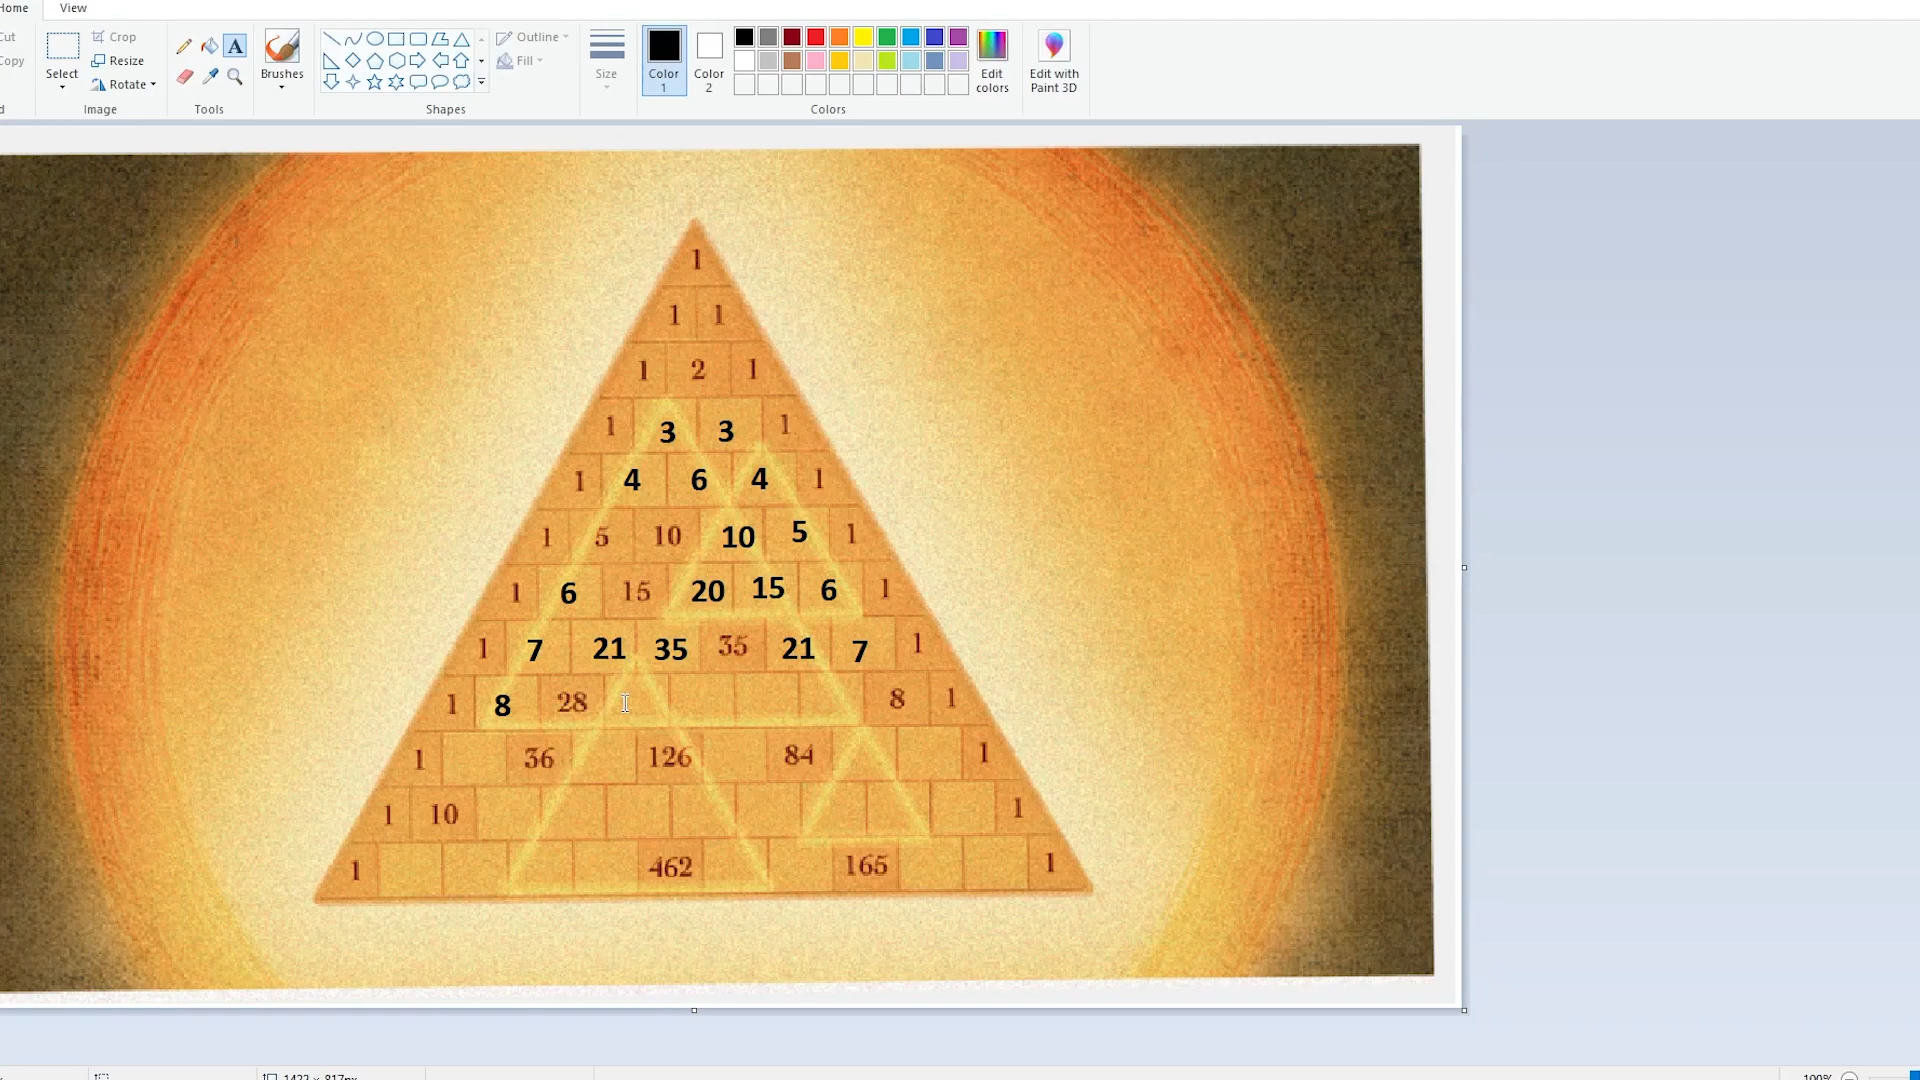 Home View
Cut
Copy
Select
Crop
Resize
Rotate
Image
A
Tools
Brushes
Shapes
Outline
Fill
Size
Color 1
Color 2
Colors
Edit colors
Edit with Paint 3D
1
1 1
1 2 1
1 3 3 1
1 4 6 4 1
1 5 10 10 5 1
1 6 15 20 15 6 1
1 7 21 35 35 21 7 1
1 8 28 8 1
1 36 126 84 1
1 10 1
1 462 165 1
1422 × 817px
100%